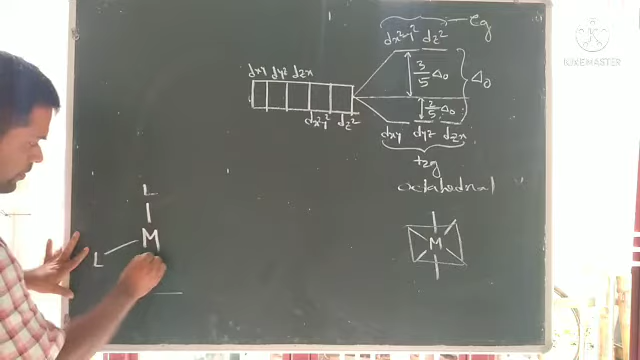 dx²-y² dz² eg
dxy dyz dzx
3/5 Δo
Δo
2/5 Δo
dx²-y² dz²
dxy dyz dzx
t2g
octahedral
L
M
L
M
KINEMASTER